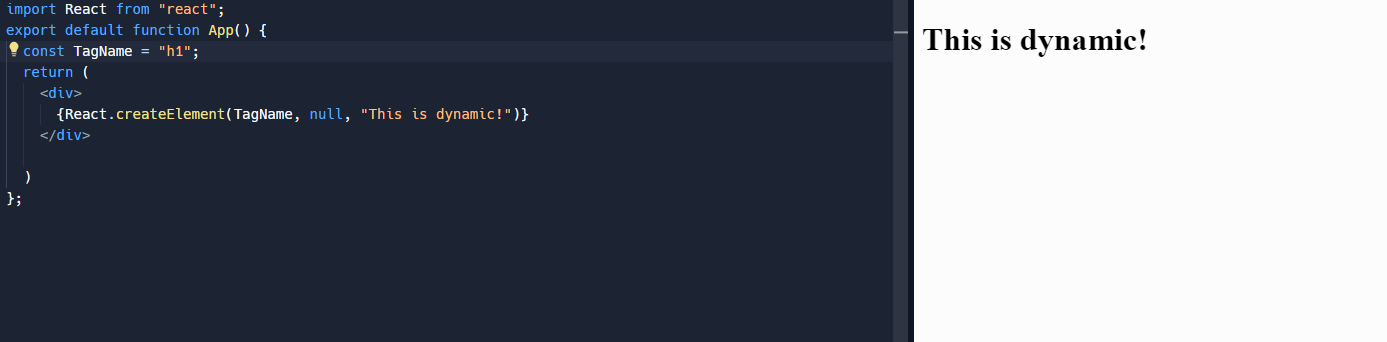 import React from "react";
export default function App() {
const TagName = "h1";
return (
<div>
{React.createElement(TagName, null, "This is dynamic!")}
</div>
)
};
This is dynamic!